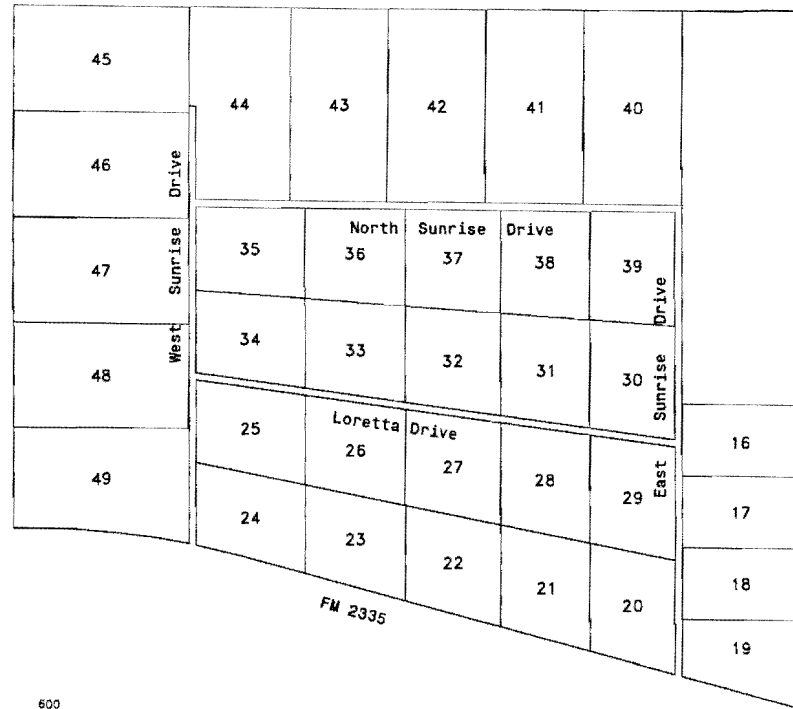 45
44 43 42 41 40
46
West Sunrise Drive
North Sunrise Drive
35 36 37 38 39
47
34 33 32 31 30
East Sunrise Drive
48
Loretta Drive
25 26 27 28 29
16
49
24 23 22 21 20
17
18
19
FM 2335
600